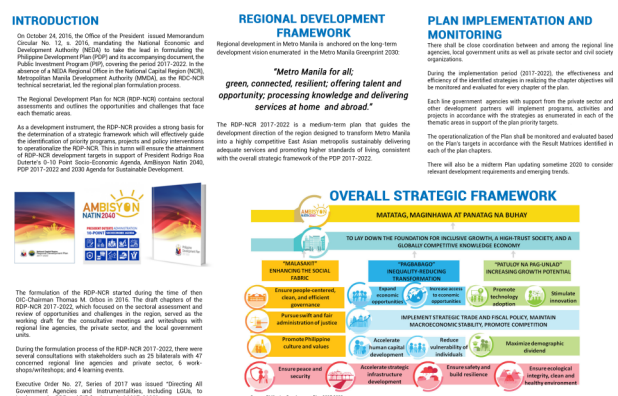 INTRODUCTION
On October 24, 2016, the Office of the President issued Memorandum
Circular No. 12, s. 2016, mandating the National Economic and
Development Authority (NEDA) to take the lead in formulating the
Philippine Development Plan (PDP) and its accompanying document, the
Public Investment Program (PIP), covering the period 2017-2022. In the
absence of a NEDA Regional Office in the National Capital Region (NCR),
Metropolitan Manila Development Authority (MMDA), as the RDC-NCR
technical secretariat, led the regional plan formulation process.
The Regional Development Plan for NCR (RDP-NCR) contains sectoral
assessments and outlines the opportunities and challenges that face
each thematic areas.
As a development instrument, the RDP-NCR provides a strong basis for
the determination of a strategic framework which will effectively guide
the identification of priority programs, projects and policy interventions
to operationalize the RDP-NCR. This in turn will ensure the attainment
of RDP-NCR development targets in support of President Rodrigo Roa
Duterte's 0-10 Point Socio-Economic Agenda, AmBisyon Natin 2040,
PDP 2017-2022 and 2030 Agenda for Sustainable Development.
AMBISYON
NATIN 2040
The formulation of the RDP-NCR started during the time of then
OIC-Chairman Thomas M. Orbos in 2016. The draft chapters of the
RDP-NCR 2017-2022, which focused on the sectoral assessment and
review of opportunities and challenges in the region, served as the
working draft for the consultative meetings and writeshops with
regional line agencies, the private sector, and the local government
units.
During the formulation process of the RDP-NCR 2017-2022, there were
several consultations with stakeholders such as 25 bilaterals with 47
concerned regional line agencies and private sector, 6 work-
shops/writeshops; and 4 learning events.
Executive Order No. 27, Series of 2017 was issued "Directing All
Government Agencies and Instrumentalities, Including LGUs, to
REGIONAL DEVELOPMENT
FRAMEWORK
Regional development in Metro Manila is anchored on the long-term
development vision enumerated in the Metro Manila Greenprint 2030:
"Metro Manila for all;
green, connected, resilient; offering talent and
opportunity; processing knowledge and delivering
services at home and abroad."
The RDP-NCR 2017-2022 is a medium-term plan that guides the
development direction of the region designed to transform Metro Manila
into a highly competitive East Asian metropolis sustainably delivering
adequate services and promoting higher standards of living, consistent
with the overall strategic framework of the PDP 2017-2022.
PLAN IMPLEMENTATION AND
MONITORING
There shall be close coordination between and among the regional line
agencies, local government units as well as private sector and civil society
organizations.
During the implementation period (2017-2022), the effectiveness and
efficiency of the identified strategies in realizing the chapter objectives will
be monitored and evaluated for every chapter of the plan.
Each line government agencies with support from the private sector and
other development partners will implement programs, activities and
projects in accordance with the strategies as enumerated in each of the
thematic areas in support of the plan priority targets.
The operationalization of the Plan shall be monitored and evaluated based
on the Plan's targets in accordance with the Result Matrices identified in
each of the plan chapters.
There will also be a midterm Plan updating sometime 2020 to consider
relevant development requirements and emerging trends.
OVERALL STRATEGIC FRAMEWORK
AMBISYON
MATATAG, MAGINHAWA AT PANATAG NA BUHAY
TO LAY DOWN THE FOUNDATION FOR INCLUSIVE GROWTH, A HIGH-TRUST SOCIETY, AND A
GLOBALLY COMPETITIVE KNOWLEDGE ECONOMY
"MALASAKIT"
ENHANCING THE SOCIAL
FABRIC
"PAGBABAGO"
INEQUALITY-REDUCING
TRANSFORMATION
"PATULOY NA PAG-UNLAD"
INCREASING GROWTH POTENTIAL
Ensure people-centered,
clean, and efficient
governance
Expand
economic
opportunities
Increase access
to economic
opportunities
Promote
technology
adoption
Stimulate
innovation
Pursue swift and fair
administration of justice
IMPLEMENT STRATEGIC TRADE AND FISCAL POLICY, MAINTAIN
MACROECONOMIC STABILITY, PROMOTE COMPETITION
Promote Philippine
culture and values
Accelerate
human capital
development
Reduce
vulnerability of
individuals
Maximize demographic
dividend
Ensure peace and
security
Accelerate strategic
infrastructure
development
Ensure safety and
build resilience
Ensure ecological
integrity, clean and
healthy environment